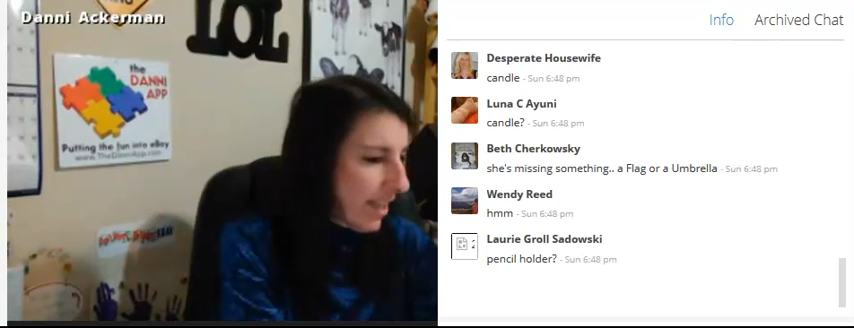 Danni Ackerman
LOL
the
DANNI
APP
Putting the fun into eBay
www.TheDanniApp.com
Info Archived Chat
Desperate Housewife
candle - Sun 6:48 pm
Luna C Ayuni
candle? - Sun 6:48 pm
Beth Cherkowsky
she's missing something.. a Flag or a Umbrella - Sun 6:48 pm
Wendy Reed
hmm - Sun 6:48 pm
Laurie Groll Sadowski
pencil holder? - Sun 6:48 pm